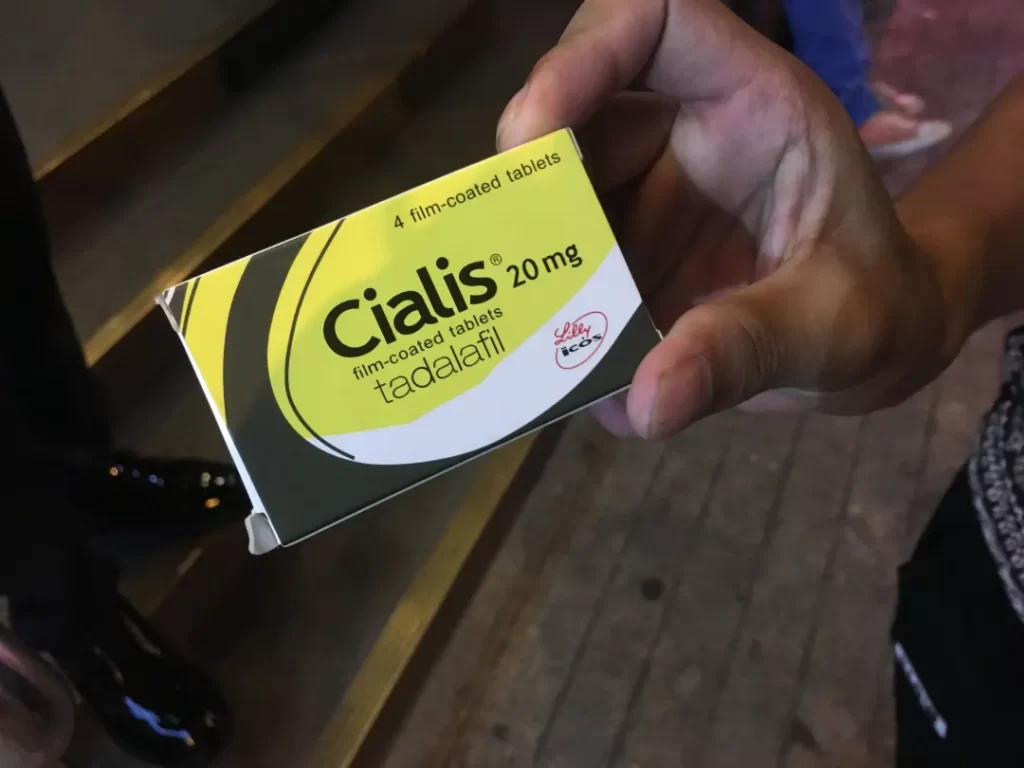 4 film-coated tablets
Cialis® 20 mg
film-coated tablets
tadalafil
Lilly
icos